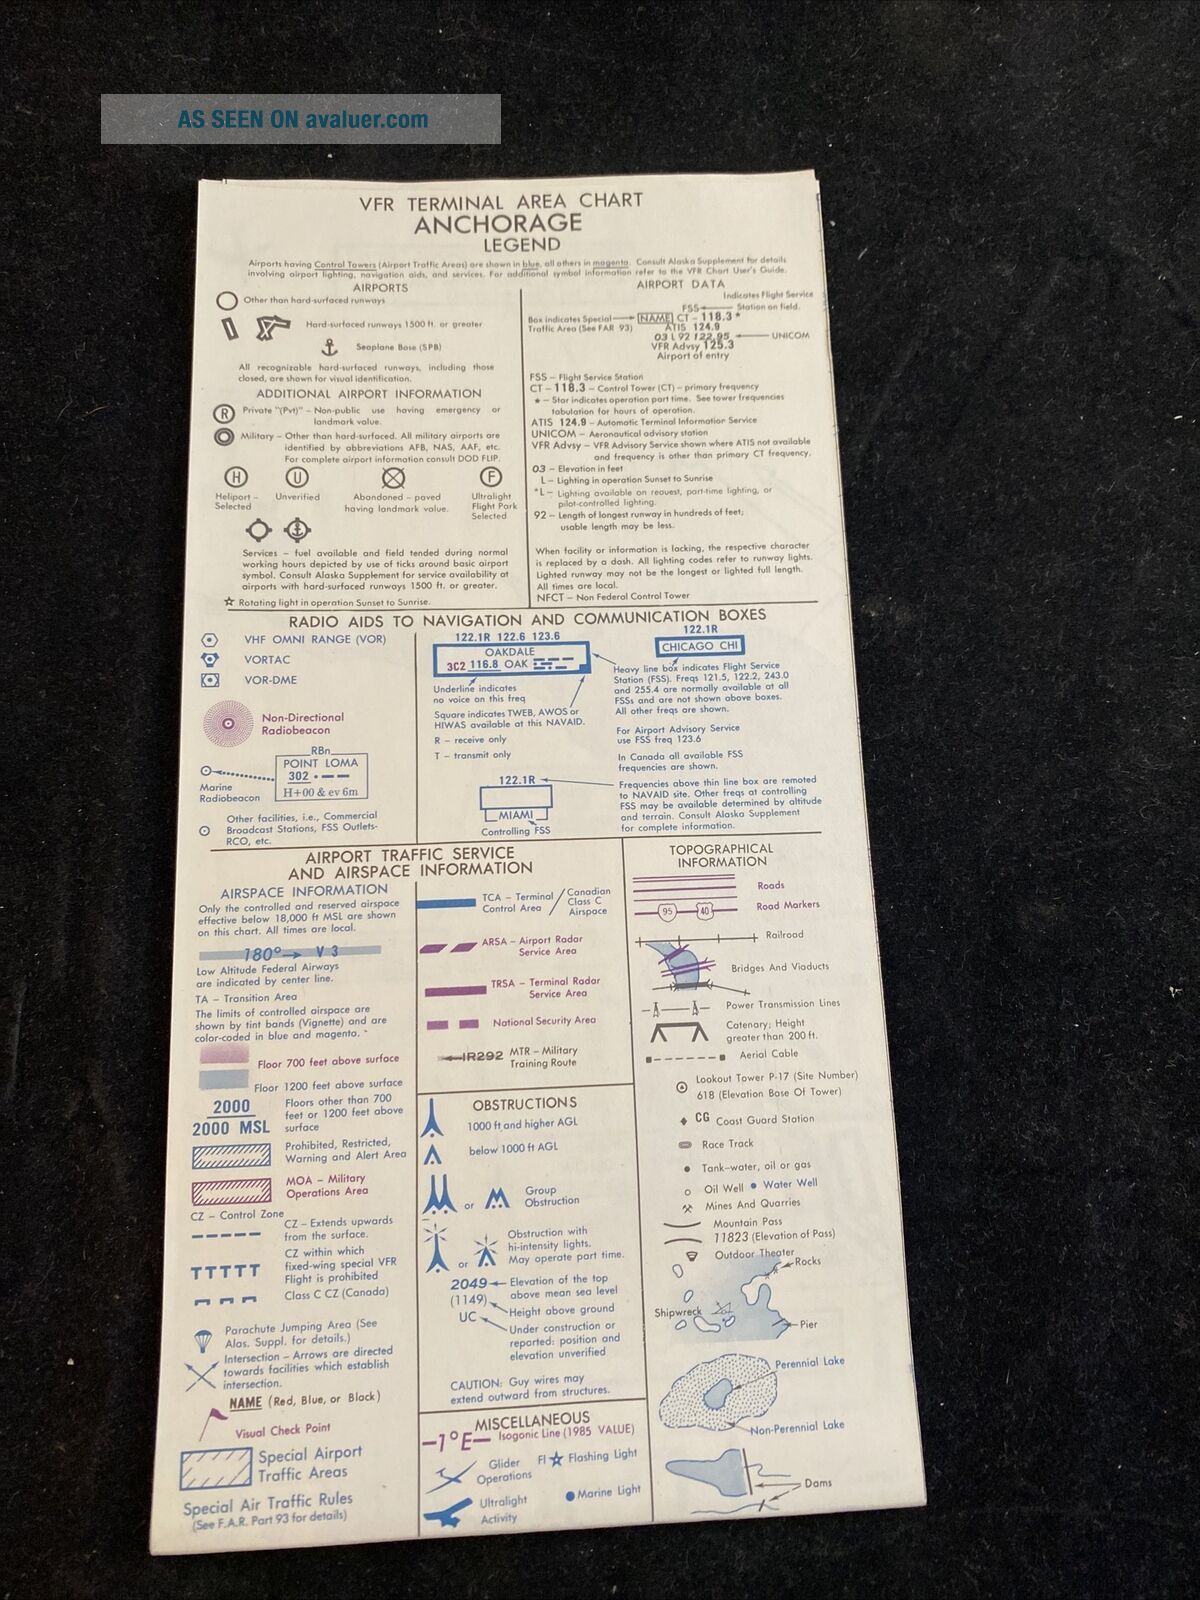 AS SEEN ON avaluer.com
VFR TERMINAL AREA CHART
ANCHORAGE
LEGEND
Airports having Control Towers (Airport Traffic Areas) are shown in blue, all others in magenta. Consult Alaska Supplement for details
involving airport lighting, navigation aids, and services. For additional symbol information refer to the VFR Chart User's Guide.
AIRPORTS
Other than hard-surfaced runways
Hard-surfaced runways 1500 ft. or greater
Seaplane Base (SPB)
All recognizable hard-surfaced runways, including those
closed, are shown for visual identification.
ADDITIONAL AIRPORT INFORMATION
R Private "(Pvt)" – Non-public use having emergency or
landmark value.
Military – Other than hard-surfaced. All military airports are
identified by abbreviations AFB, NAS, AAF, etc.
For complete airport information consult DOD FLIP.
H U F
Heliport –
Selected
Unverified
Abandoned – paved
having landmark value.
Ultralight
Flight Park
Selected
Services – fuel available and field tended during normal
working hours depicted by use of ticks around basic airport
symbol. Consult Alaska Supplement for service availability at
airports with hard-surfaced runways 1500 ft. or greater.
☆ Rotating light in operation Sunset to Sunrise.
AIRPORT DATA
Indicates Flight Service
Station on field.
FSS
Box indicates Special
Traffic Area (See FAR 93)
NAME CT – 118.3 *
ATIS 124.9
03 L 92 122.95
UNICOM
VFR Advsy 125.3
Airport of entry
FSS – Flight Service Station
CT – 118.3 – Control Tower (CT) – primary frequency
★ – Star indicates operation part time. See tower frequencies
tabulation for hours of operation.
ATIS 124.9 – Automatic Terminal Information Service
UNICOM – Aeronautical advisory station
VFR Advsy – VFR Advisory Service shown where ATIS not available
and frequency is other than primary CT frequency.
03 – Elevation in feet
L – Lighting in operation Sunset to Sunrise
*L – Lighting available on request, part-time lighting, or
pilot-controlled lighting.
92 – Length of longest runway in hundreds of feet;
usable length may be less.
When facility or information is lacking, the respective character
is replaced by a dash. All lighting codes refer to runway lights.
Lighted runway may not be the longest or lighted full length.
All times are local.
NFCT – Non Federal Control Tower
RADIO AIDS TO NAVIGATION AND COMMUNICATION BOXES
VHF OMNI RANGE (VOR)
VORTAC
VOR-DME
Non-Directional
Radiobeacon
RBn
POINT LOMA
302
H+00 & ev 6m
Marine
Radiobeacon
Other facilities, i.e., Commercial
Broadcast Stations, FSS Outlets-
RCO, etc.
122.1R 122.6 123.6
OAKDALE
3C2 116.8 OAK
Underline indicates
no voice on this freq
Square indicates TWEB, AWOS or
HIWAS available at this NAVAID.
R – receive only
T – transmit only
122.1R
MIAMI
Controlling FSS
122.1R
CHICAGO CHI
Heavy line box indicates Flight Service
Station (FSS). Freqs 121.5, 122.2, 243.0
and 255.4 are normally available at all
FSSs and are not shown above boxes.
All other freqs are shown.
For Airport Advisory Service
use FSS freq 123.6
In Canada all available FSS
frequencies are shown.
Frequencies above thin line box are remoted
to NAVAID site. Other freqs at controlling
FSS may be available determined by altitude
and terrain. Consult Alaska Supplement
for complete information.
AIRPORT TRAFFIC SERVICE
AND AIRSPACE INFORMATION
AIRSPACE INFORMATION
Only the controlled and reserved airspace
effective below 18,000 ft MSL are shown
on this chart. All times are local.
180° → V 3
Low Altitude Federal Airways
are indicated by center line.
TA – Transition Area
The limits of controlled airspace are
shown by tint bands (Vignette) and are
color-coded in blue and magenta.
Floor 700 feet above surface
Floor 1200 feet above surface
2000
2000 MSL
Floors other than 700
feet or 1200 feet above
surface
Prohibited, Restricted,
Warning and Alert Area
MOA – Military
Operations Area
CZ – Control Zone
CZ – Extends upwards
from the surface.
CZ within which
fixed-wing special VFR
Flight is prohibited
TTTTT
Class C CZ (Canada)
Parachute Jumping Area (See
Alas. Suppl. for details.)
Intersection – Arrows are directed
towards facilities which establish
intersection.
NAME (Red, Blue, or Black)
Visual Check Point
Special Airport
Traffic Areas
Special Air Traffic Rules
(See F.A.R. Part 93 for details)
TCA – Terminal
Control Area
/ Canadian
Class C
Airspace
ARSA – Airport Radar
Service Area
TRSA – Terminal Radar
Service Area
National Security Area
IR292 MTR – Military
Training Route
OBSTRUCTIONS
1000 ft and higher AGL
below 1000 ft AGL
or
Group
Obstruction
or
Obstruction with
hi-intensity lights.
May operate part time.
2049 Elevation of the top
above mean sea level
(1149) Height above ground
UC Under construction or
reported: position and
elevation unverified
CAUTION: Guy wires may
extend outward from structures.
MISCELLANEOUS
–1°E– Isogonic Line (1985 VALUE)
Glider
Operations
Fl ☆ Flashing Light
Ultralight
Activity
Marine Light
TOPOGRAPHICAL
INFORMATION
Roads
95 40 Road Markers
Railroad
Bridges And Viaducts
Power Transmission Lines
Catenary; Height
greater than 200 ft.
Aerial Cable
Lookout Tower P-17 (Site Number)
618 (Elevation Base Of Tower)
CG Coast Guard Station
Race Track
Tank–water, oil or gas
Oil Well Water Well
Mines And Quarries
Mountain Pass
11823 (Elevation of Pass)
Outdoor Theater
Rocks
Shipwreck
Pier
Perennial Lake
Non-Perennial Lake
Dams